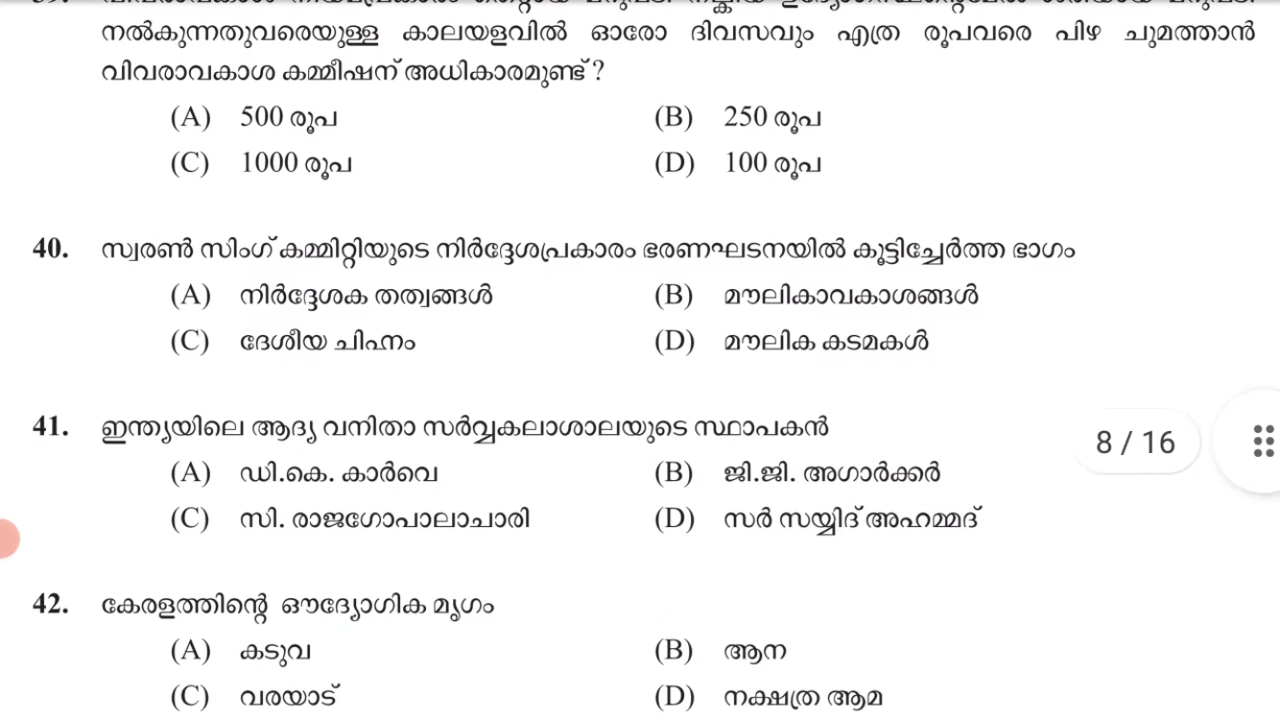 നൽകുന്നതുവരെയുള്ള കാലയളവിൽ ഓരോ ദിവസവും എത്ര രൂപവരെ പിഴ ചുമത്താൻ
വിവരാവകാശ കമ്മീഷന് അധികാരമുണ്ട് ?
(A) 500 രൂപ (B) 250 രൂപ
(C) 1000 രൂപ (D) 100 രൂപ
40. സ്വരൺ സിംഗ് കമ്മിറ്റിയുടെ നിർദ്ദേശപ്രകാരം ഭരണഘടനയിൽ കൂട്ടിച്ചേർത്ത ഭാഗം
(A) നിർദ്ദേശക തത്വങ്ങൾ (B) മൗലികാവകാശങ്ങൾ
(C) ദേശീയ ചിഹ്നം (D) മൗലിക കടമകൾ
41. ഇന്ത്യയിലെ ആദ്യ വനിതാ സർവ്വകലാശാലയുടെ സ്ഥാപകൻ
8 / 16
(A) ഡി.കെ. കാർവെ (B) ജി.ജി. അഗാർക്കർ
(C) സി. രാജഗോപാലാചാരി (D) സർ സയ്യിദ് അഹമ്മദ്
42. കേരളത്തിന്റെ ഔദ്യോഗിക മൃഗം
(A) കടുവ (B) ആന
(C) വരയാട് (D) നക്ഷത്ര ആമ